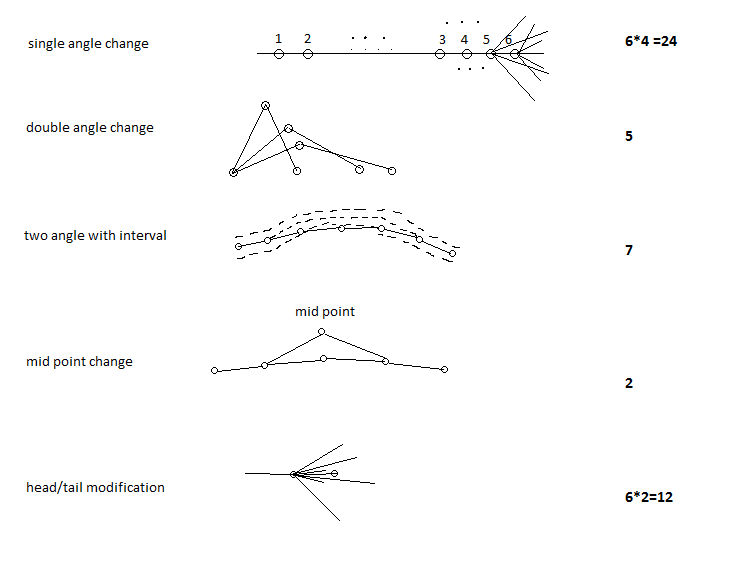 1 2 3 4 5 6
single angle change
6*4 =24
double angle change
5
two angle with interval
7
mid point
mid point change
2
head/tail modification
6*2=12